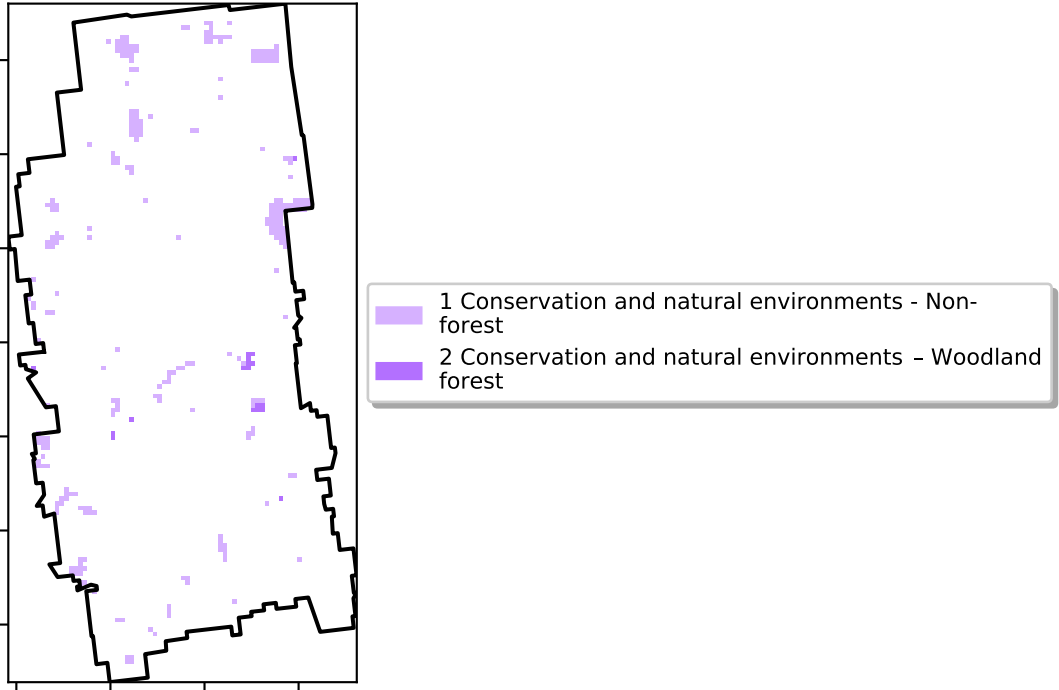 1 Conservation and natural environments - Non-
forest
2 Conservation and natural environments – Woodland
forest